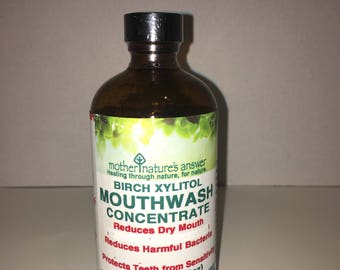 mother nature's answer
Healing through nature, for nature
BIRCH XYLITOL
MOUTHWASH
CONCENTRATE
Reduces Dry Mouth
Reduces Harmful Bacteria
Protects Teeth from Sensitivity